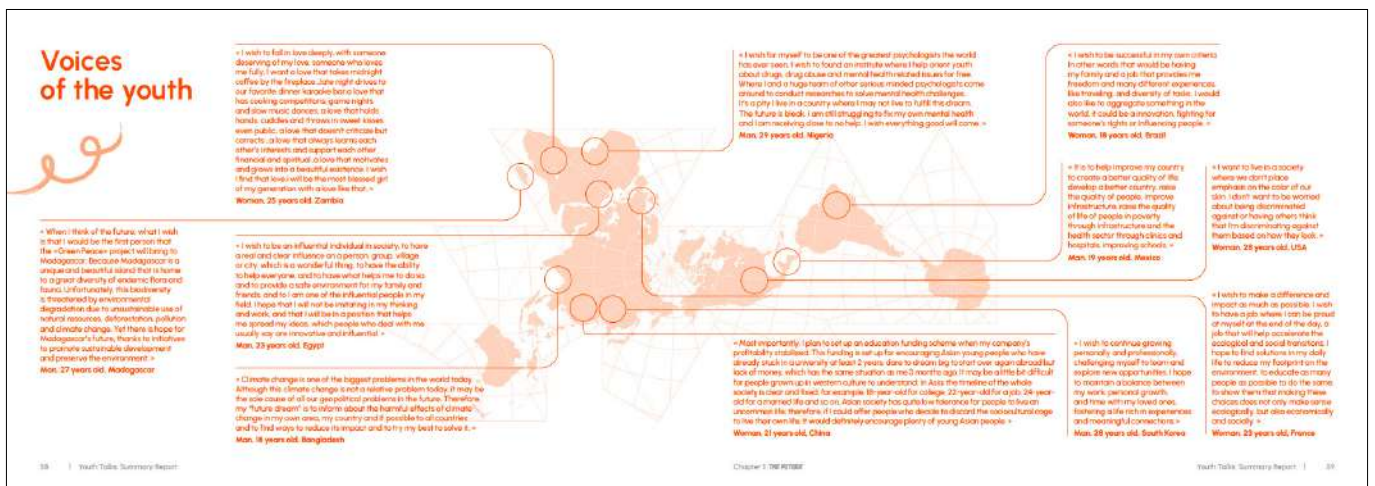 Voices
of the youth
« I wish to fall in love deeply, with someone
deserving of my love, someone who loves
me fully. I want a love that takes midnight
coffee by the fireplace, late night drives to
our favorite dinner, karaoke bar, a love that
has cooking competitions, game nights
and slow music dances, a love that holds
hands, cuddles and throws in sweet kisses
even public, a love that doesn't criticize but
corrects, a love that always learns each
other's interests and support each other
financial and spiritual, a love that motivates
and grows into a beautiful existence. I wish
I find that love. I will be the most blessed girl
of my generation with a love like that. »
Woman, 25 years old, Zambia
« When I think of the future, what I wish
is that I would be the first person that
the «Green Peace» project will bring to
Madagascar. Because Madagascar is a
unique and beautiful island that is home
to a great diversity of endemic flora and
fauna. Unfortunately, this biodiversity
is threatened by environmental
degradation due to unsustainable use of
natural resources, deforestation, pollution
and climate change. Yet there is hope for
Madagascar's future, thanks to initiatives
to promote sustainable development
and preserve the environment. »
Man, 27 years old, Madagascar
« I wish to be an influential individual in society, to have
a real and clear influence on a person, group, village
or city, which is a wonderful thing, to have the ability
to help everyone, and to have what helps me to do so,
and to provide a safe environment for my family and
friends, and to I am one of the influential people in my
field. I hope that I will not be imitating in my thinking
and work, and that I will be in a position that helps
me spread my ideas, which people who deal with me
usually say are innovative and influential. »
Man, 23 years old, Egypt
« Climate change is one of the biggest problems in the world today.
Although this climate change is not a relative problem today, it may be
the sole cause of all our geopolitical problems in the future. Therefore
my "future dream" is to inform about the harmful effects of climate
change in my own area, my country and if possible to all countries
and to find ways to reduce its impact and to try my best to solve it. »
Man, 18 years old, Bangladesh
« I wish for myself to be one of the greatest psychologists the world
has ever seen. I wish to found an institute where I help orient youth
about drugs, drug abuse and mental health related issues for free.
Where I and a huge team of other serious minded psychologists come
around to conduct researches to solve mental health challenges.
It's a pity I live in a country where I may not live to fulfill this dream.
The future is bleak. I am still struggling to fix my own mental health
and I am receiving close to no help. I wish everything good will come. »
Man, 29 years old, Nigeria
« I wish to be successful in my own criteria.
In other words that would be having
my family and a job that provides me
freedom and many different experiences,
like traveling, and diversity of tasks. I would
also like to aggregate something in the
world, it could be a innovation, fighting for
someone's rights or influencing people. »
Woman, 18 years old, Brazil
« It is to help improve my country
to create a better quality of life,
develop a better country, raise
the quality of people, improve
infrastructure, raise the quality
of life of people in poverty
through infrastructure and the
health sector through clinics and
hospitals, improving schools. »
Man, 19 years old, Mexico
« I want to live in a society
where we don't place
emphasis on the color of our
skin. I don't want to be worried
about being discriminated
against or having others think
that I'm discriminating against
them based on how they look. »
Woman, 28 years old, USA
« Most importantly, I plan to set up an education funding scheme when my company's
profitability stabilised. This funding is set up for encouraging Asian young people who have
already stuck in a university at least 2 years, dare to dream big to start over again abroad but
lack of money, which has the same situation as me 3 months ago. It may be a little bit difficult
for people grown up in western culture to understand. In Asia the timeline of the whole
society is clear and fixed, for example, 18-year-old for college, 22-year-old for a job, 24-year-
old for a married life and so on. Asian society has quite low tolerance for people to live an
uncommon life, therefore, if I could offer people who decide to discard the sociocultural cage
to live their own life, it would definitely encourage plenty of young Asian people. »
Woman, 21 years old, China
« I wish to continue growing
personally and professionally,
challenging myself to learn and
explore new opportunities. I hope
to maintain a balance between
my work, personal growth,
and time with my loved ones,
fostering a life rich in experiences
and meaningful connections. »
Man, 28 years old, South Korea
« I wish to make a difference and
impact as much as possible. I wish
to have a job where I can be proud
at myself at the end of the day, a
job that will help accelerate the
ecological and social transitions. I
hope to find solutions in my daily
life to reduce my footprint on the
environment, to educate as many
people as possible to do the same,
to show them that making these
choices does not only make sense
ecologically, but also economically
and socially. »
Woman, 23 years old, France
58 | Youth Talks Summary Report
Chapter 1: THE FUTURE
Youth Talks Summary Report | 59